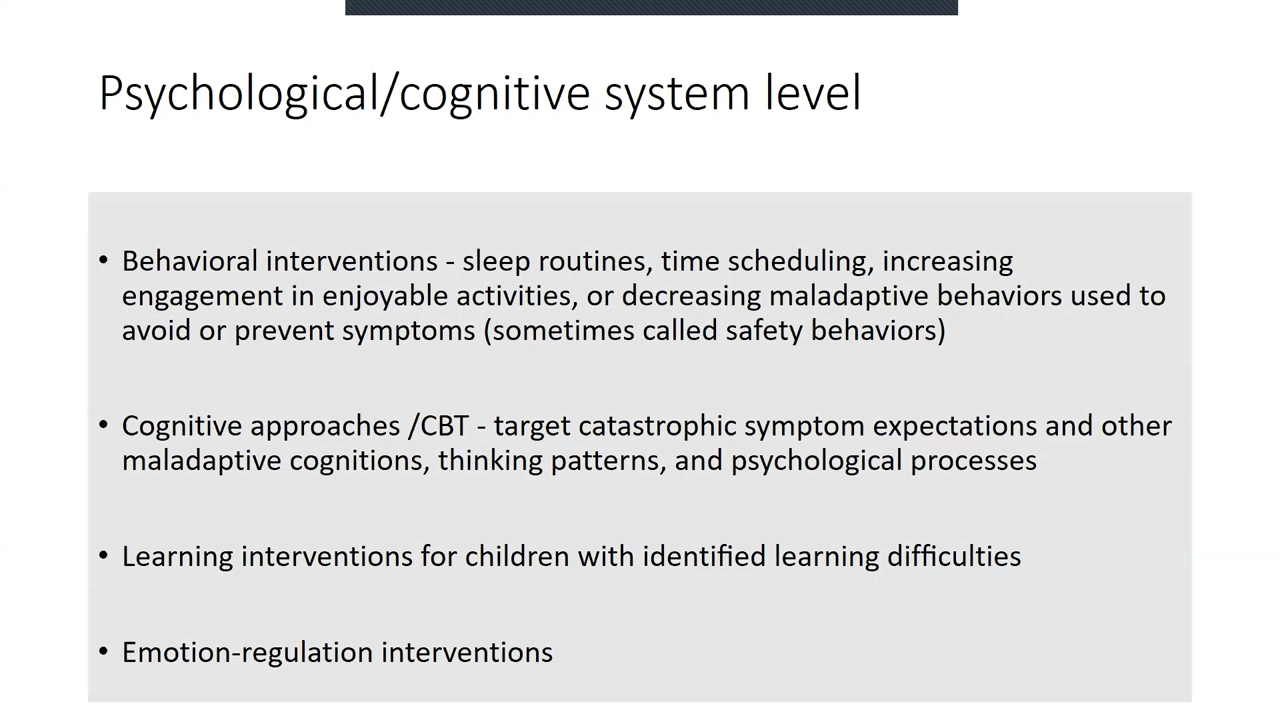 Psychological/cognitive system level
• Behavioral interventions - sleep routines, time scheduling, increasing
engagement in enjoyable activities, or decreasing maladaptive behaviors used to
avoid or prevent symptoms (sometimes called safety behaviors)
• Cognitive approaches /CBT - target catastrophic symptom expectations and other
maladaptive cognitions, thinking patterns, and psychological processes
• Learning interventions for children with identified learning difficulties
• Emotion-regulation interventions